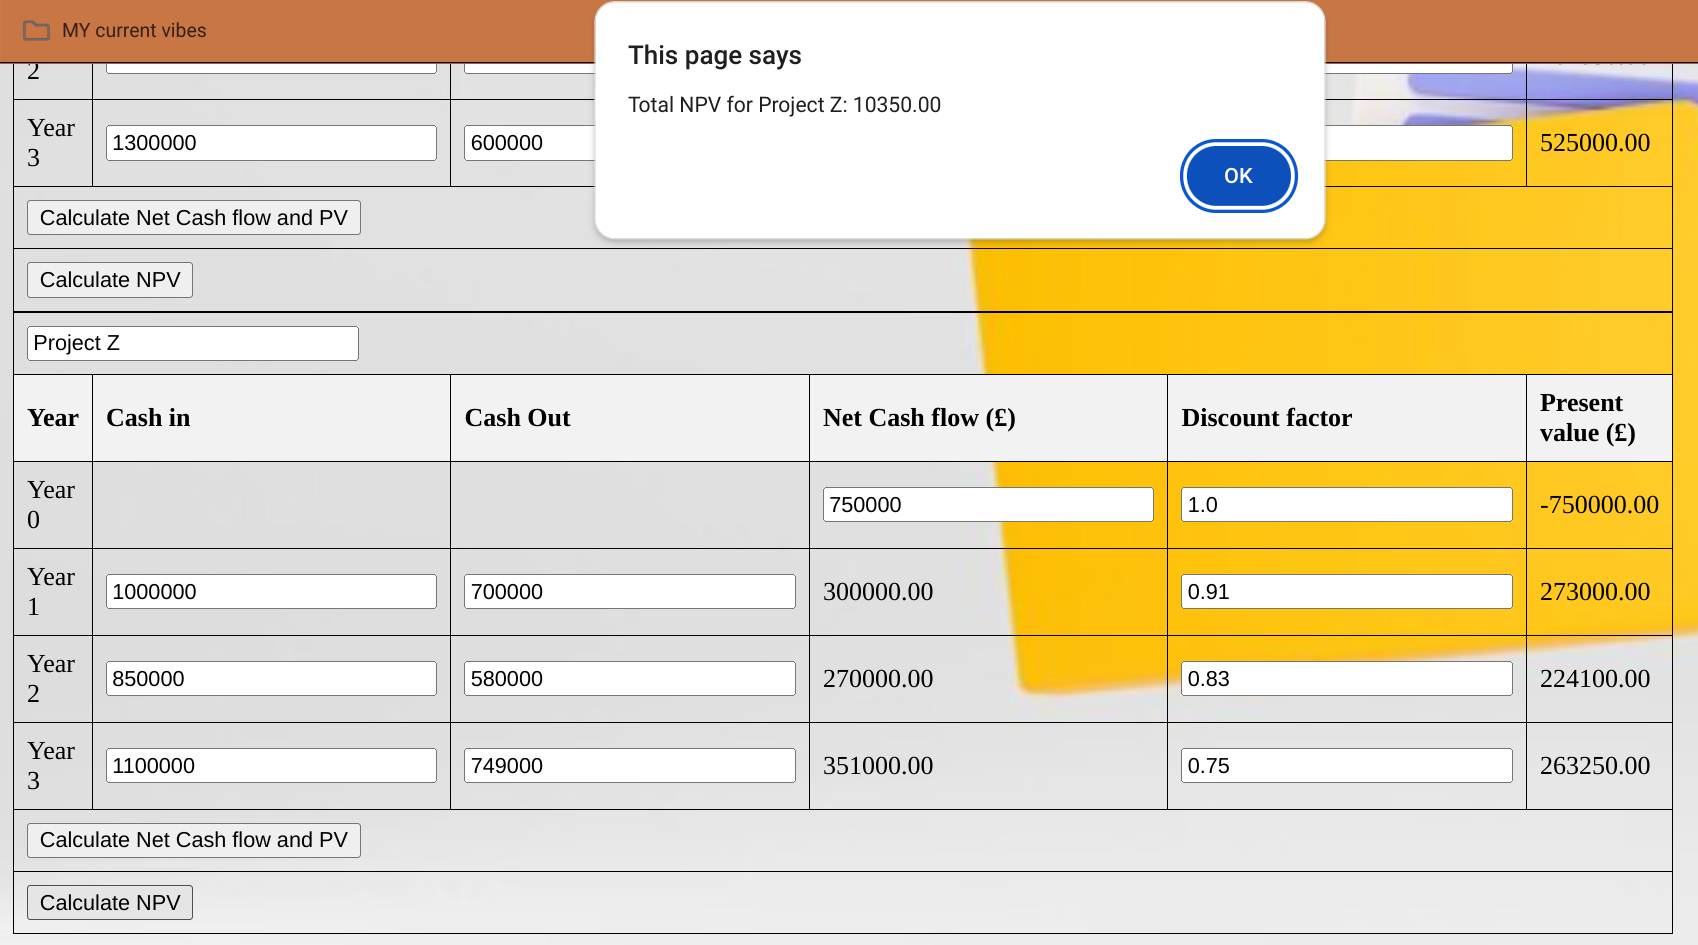 MY current vibes
This page says
Total NPV for Project Z: 10350.00
OK
2
Year 3 1300000 600000 525000.00
Calculate Net Cash flow and PV
Calculate NPV
Project Z
Year Cash in Cash Out Net Cash flow (£) Discount factor Present value (£)
Year 0 750000 1.0 -750000.00
Year 1 1000000 700000 300000.00 0.91 273000.00
Year 2 850000 580000 270000.00 0.83 224100.00
Year 3 1100000 749000 351000.00 0.75 263250.00
Calculate Net Cash flow and PV
Calculate NPV